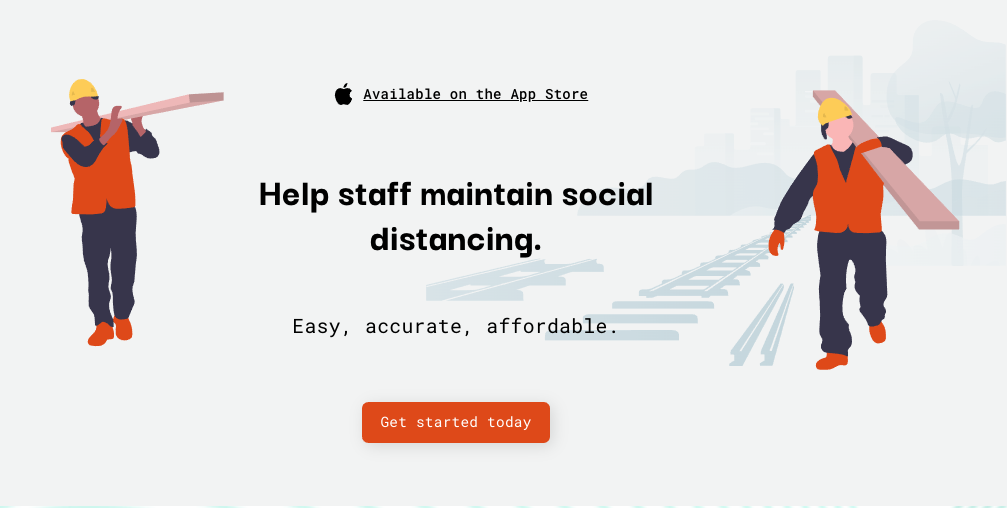 Available on the App Store
Help staff maintain social
distancing.
Easy, accurate, affordable.
Get started today